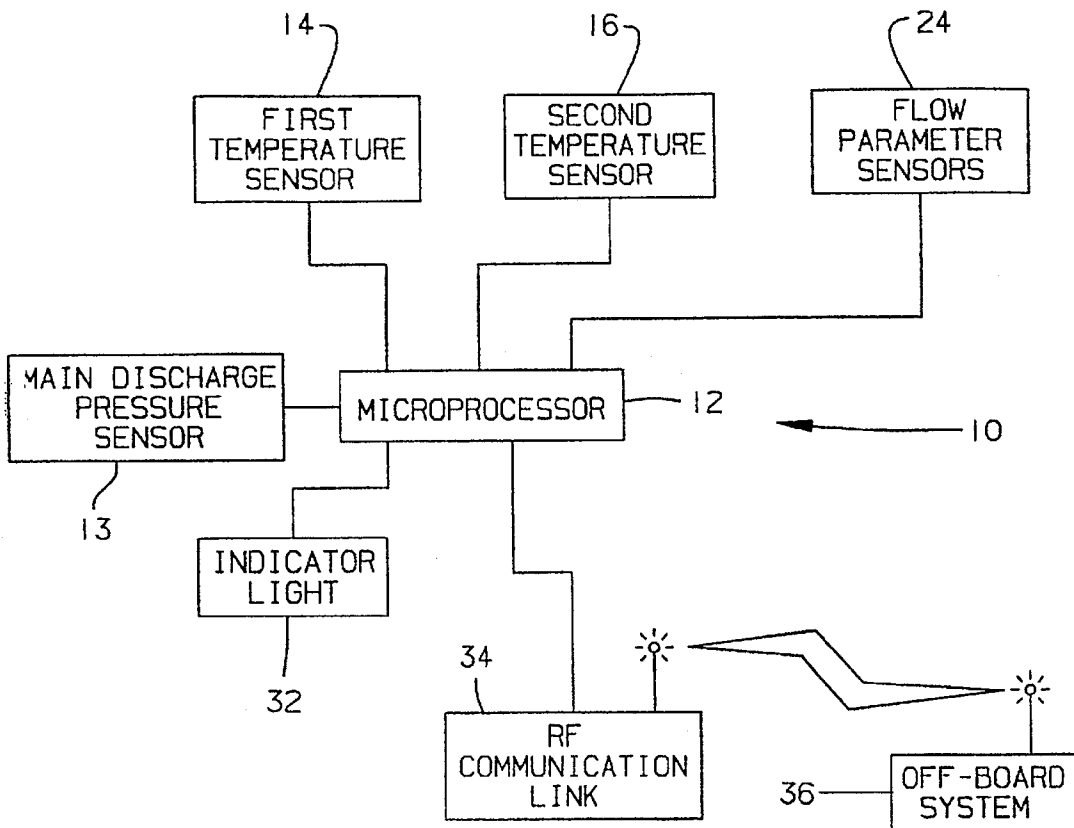 14
16
24
FIRST
TEMPERATURE
SENSOR
SECOND
TEMPERATURE
SENSOR
FLOW
PARAMETER
SENSORS
MAIN DISCHARGE
PRESSURE
SENSOR
MICROPROCESSOR
12
10
13
INDICATOR
LIGHT
32
34
RF
COMMUNICATION
LINK
36
OFF-BOARD
SYSTEM